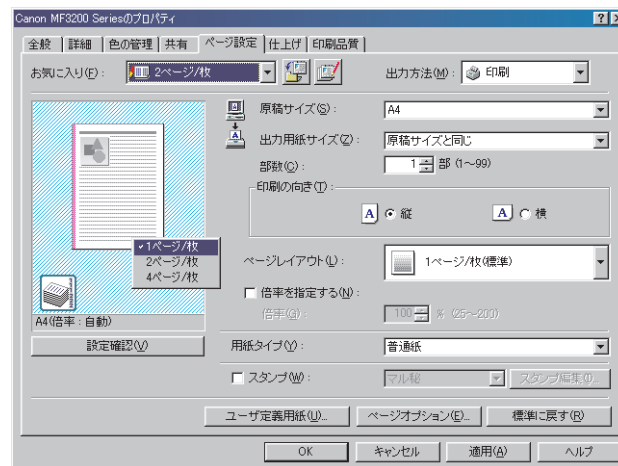 Canon MF3200 Seriesのプロパティ
全般 詳細 色の管理 共有 ページ設定 仕上げ 印刷品質
お気に入り(F): 2ページ/枚 出力方法(M): 印刷
原稿サイズ(S): A4
出力用紙サイズ(Z): 原稿サイズと同じ
部数(C): 1 部 (1~99)
印刷の向き(T):
A 縦 A 横
1ページ/枚
2ページ/枚
4ページ/枚
ページレイアウト(L): 1ページ/枚(標準)
倍率を指定する(N):
倍率(G): 100 % (25~200)
A4(倍率:自動)
設定確認(V) 用紙タイプ(Y): 普通紙
スタンプ(W): マル秘 スタンプ編集(I)...
ユーザ定義用紙(U)... ページオプション(E)... 標準に戻す(R)
OK キャンセル 適用(A) ヘルプ